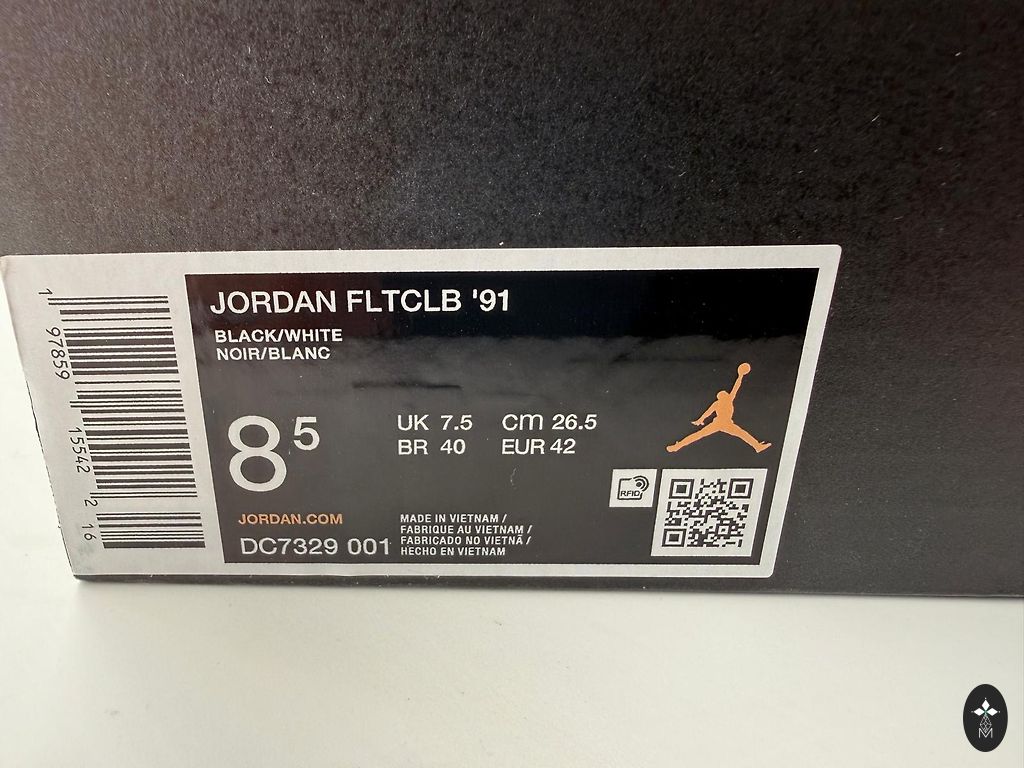 JORDAN FLTCLB '91
BLACK/WHITE
NOIR/BLANC
8 5
UK 7.5 cm 26.5
BR 40 EUR 42
RFID
JORDAN.COM
DC7329 001
MADE IN VIETNAM /
FABRIQUE AU VIETNAM /
FABRICADO NO VIETNÃ /
HECHO EN VIETNAM
1 97859 15542 2 16
M